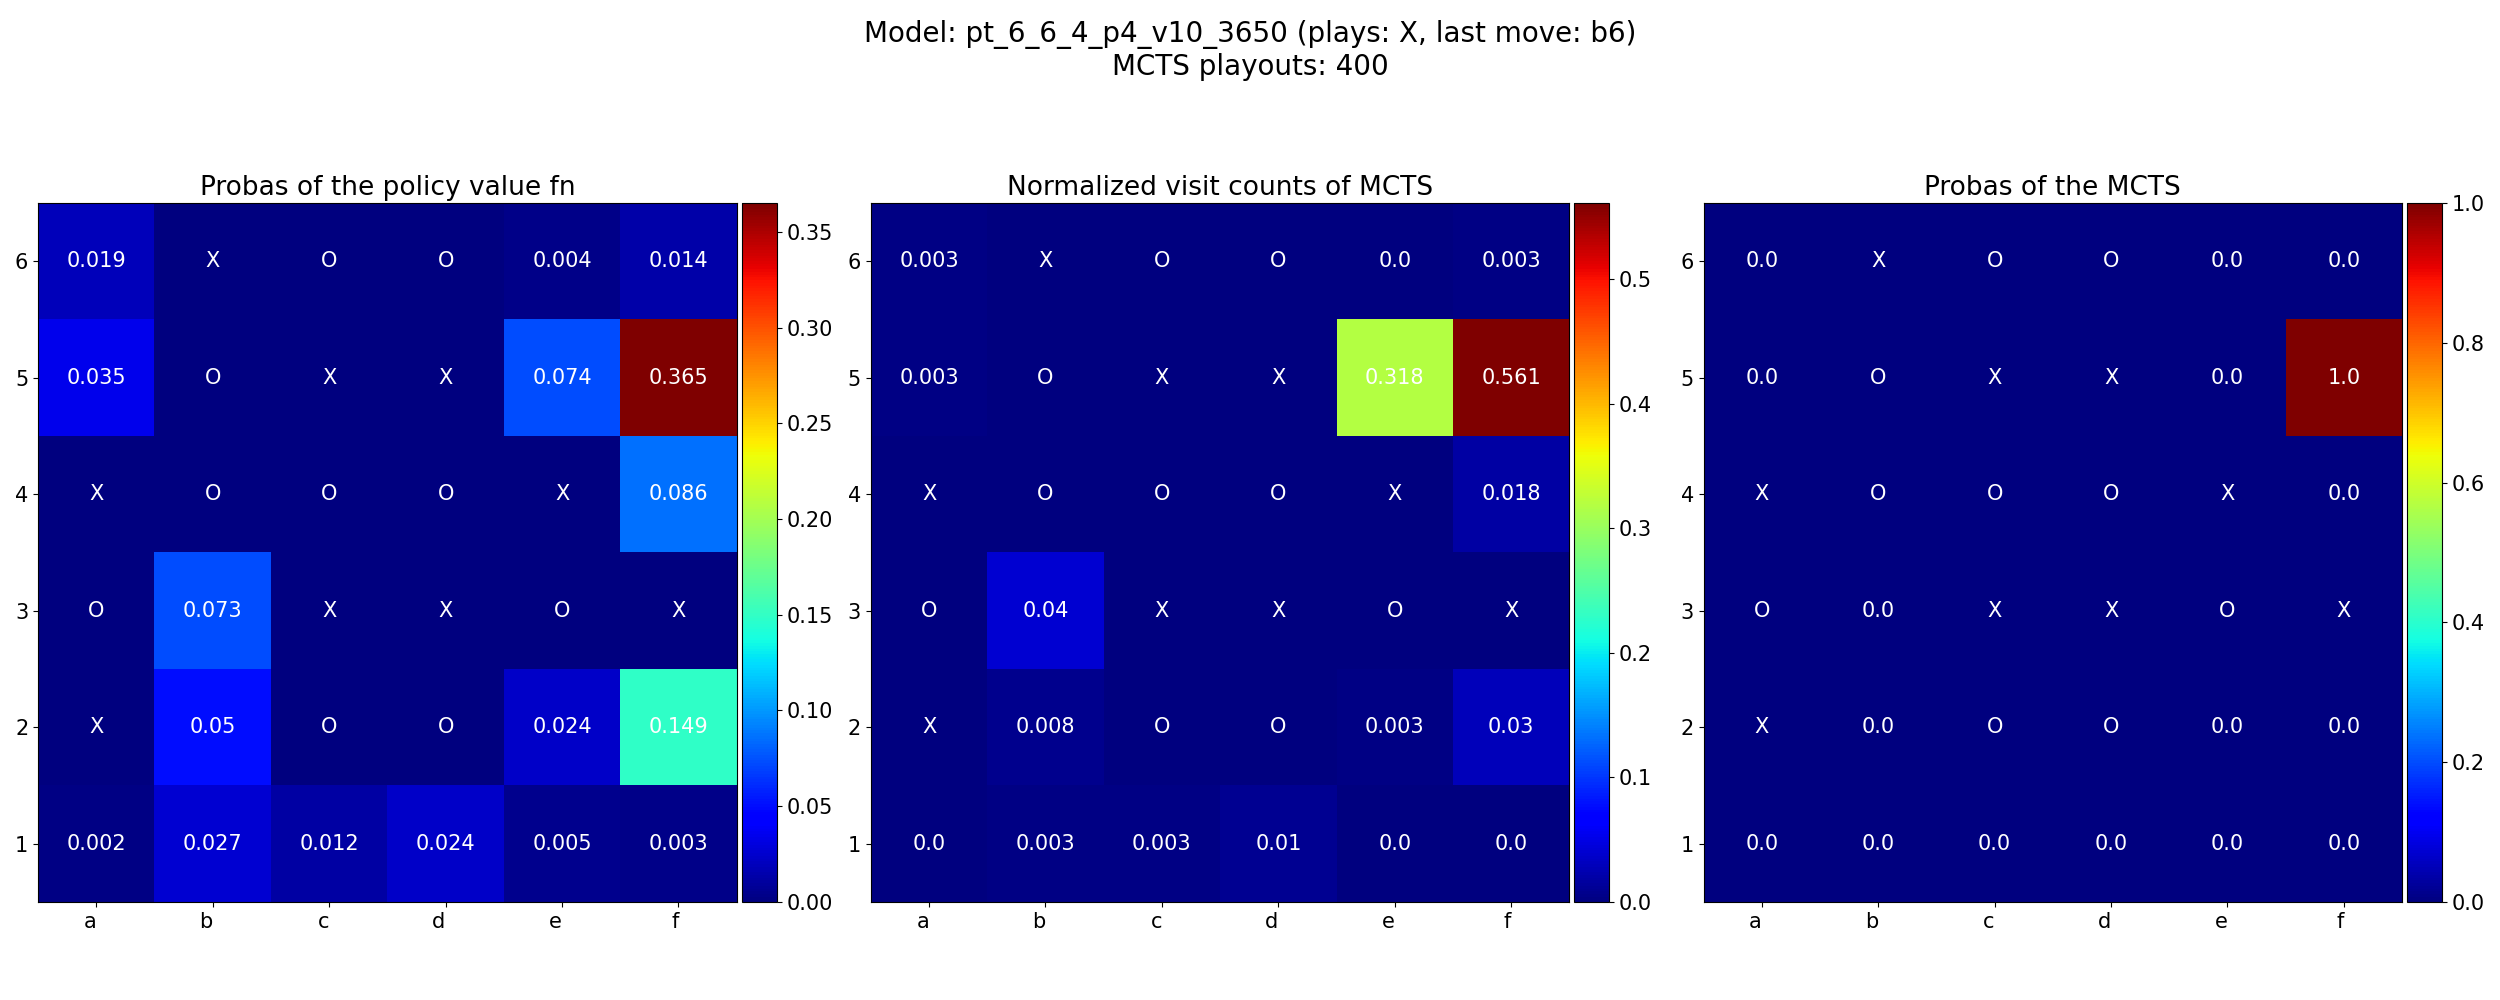 Model: pt_6_6_4_p4_v10_3650 (plays: X, last move: b6)
MCTS playouts: 400
Probas of the policy value fn
6 0.019 X O O 0.004 0.014
5 0.035 O X X 0.074 0.365
4 X O O O X 0.086
3 O 0.073 X X O X
2 X 0.05 O O 0.024 0.149
1 0.002 0.027 0.012 0.024 0.005 0.003
a b c d e f
0.35
0.30
0.25
0.20
0.15
0.10
0.05
0.00
Normalized visit counts of MCTS
6 0.003 X O O 0.0 0.003
5 0.003 O X X 0.318 0.561
4 X O O O X 0.018
3 O 0.04 X X O X
2 X 0.008 O O 0.003 0.03
1 0.0 0.003 0.003 0.01 0.0 0.0
a b c d e f
0.5
0.4
0.3
0.2
0.1
0.0
Probas of the MCTS
6 0.0 X O O 0.0 0.0
5 0.0 O X X 0.0 1.0
4 X O O O X 0.0
3 O 0.0 X X O X
2 X 0.0 O O 0.0 0.0
1 0.0 0.0 0.0 0.0 0.0 0.0
a b c d e f
1.0
0.8
0.6
0.4
0.2
0.0